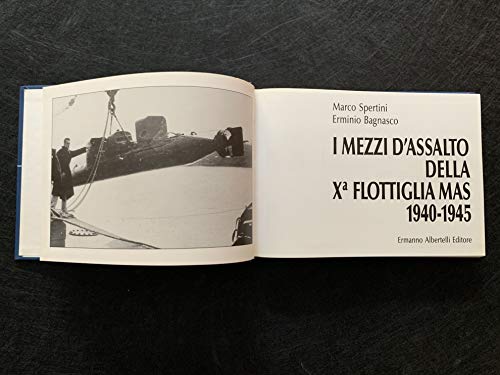 Marco Spertini
Erminio Bagnasco
I MEZZI D'ASSALTO
DELLA
Xª FLOTTIGLIA MAS
1940-1945
Ermanno Albertelli Editore